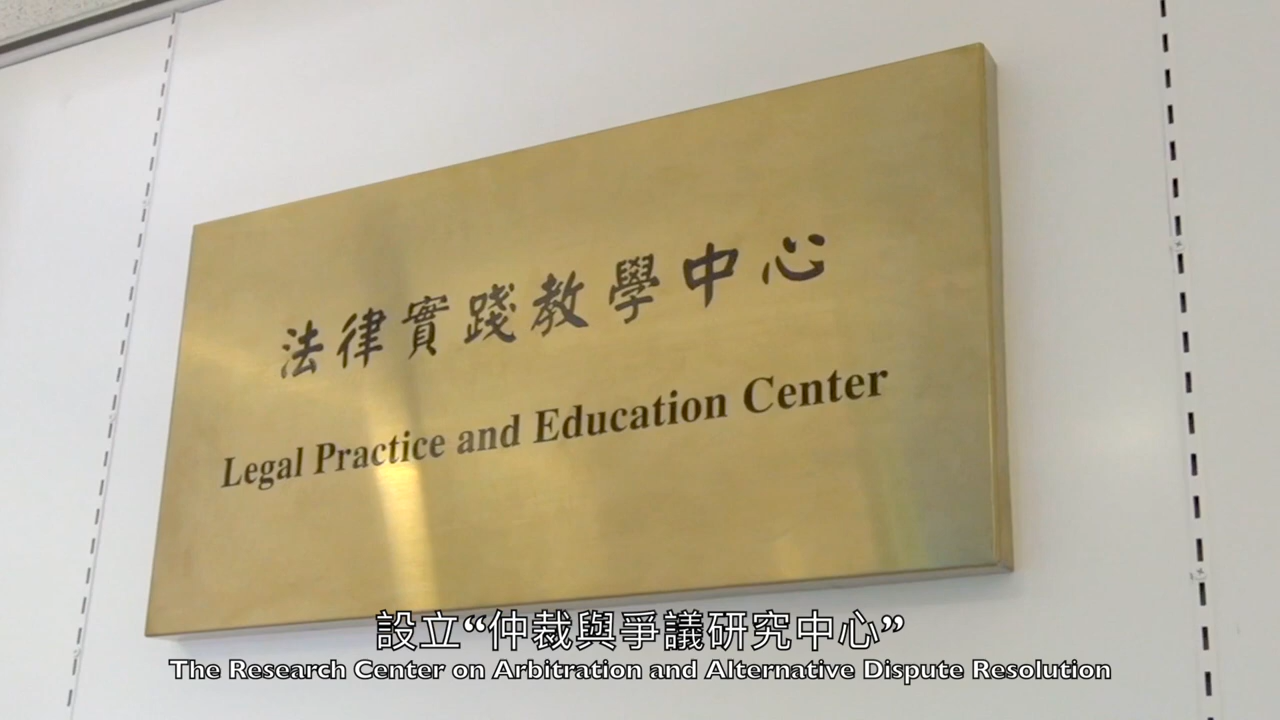 法律實踐教學中心
Legal Practice and Education Center
設立“仲裁與爭議研究中心”
The Research Center on Arbitration and Alternative Dispute Resolution